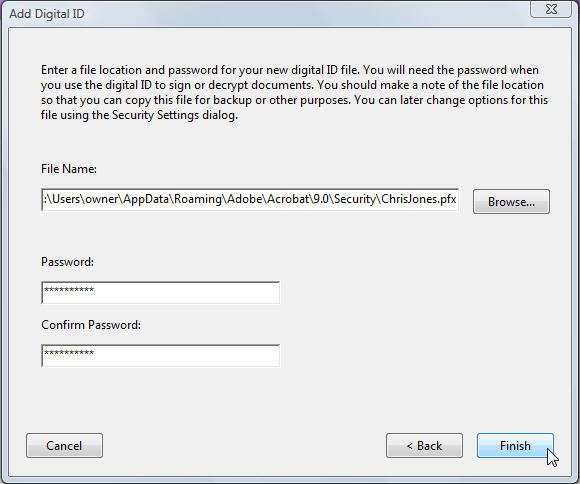 Add Digital ID
Enter a file location and password for your new digital ID file. You will need the password when
you use the digital ID to sign or decrypt documents. You should make a note of the file location
so that you can copy this file for backup or other purposes. You can later change options for this
file using the Security Settings dialog.
File Name:
:\Users\owner\AppData\Roaming\Adobe\Acrobat\9.0\Security\ChrisJones.pfx
Browse...
Password:
**********
Confirm Password:
**********
Cancel
< Back
Finish